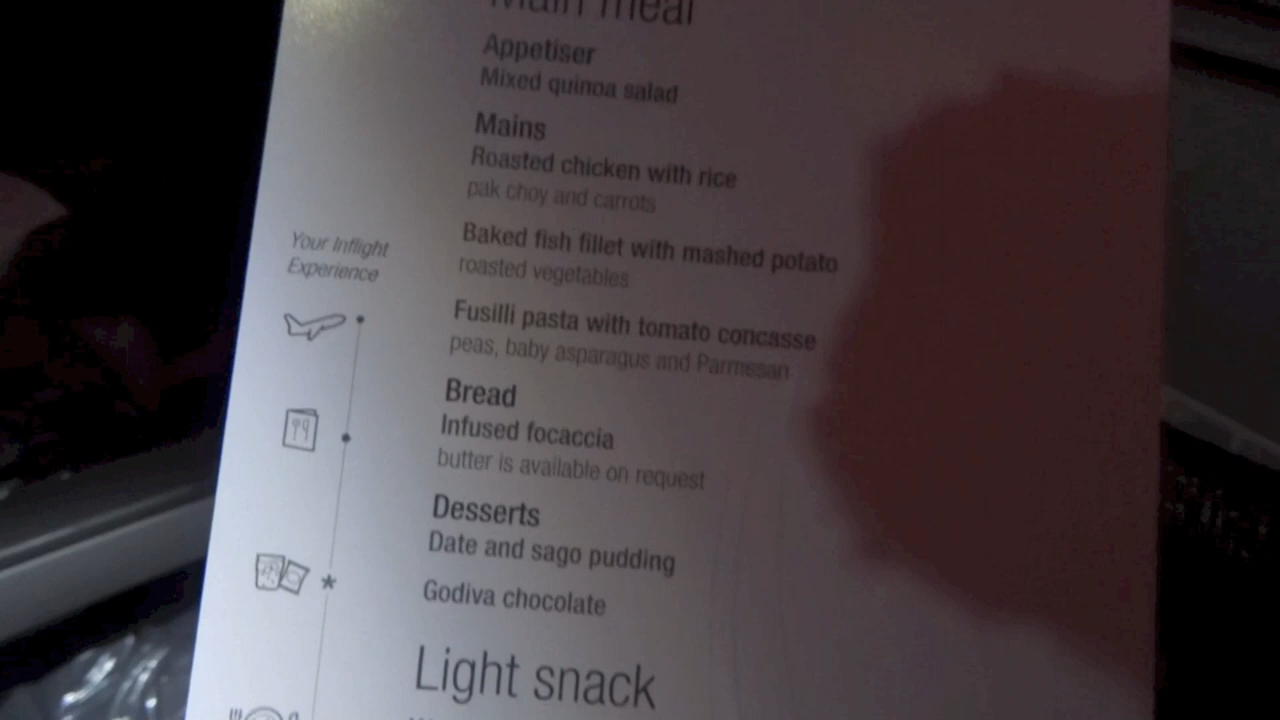 Main meal
Appetiser
Mixed quinoa salad
Mains
Roasted chicken with rice
pak choy and carrots
Baked fish fillet with mashed potato
roasted vegetables
Fusilli pasta with tomato concasse
peas, baby asparagus and Parmesan
Bread
Infused focaccia
butter is available on request
Desserts
Date and sago pudding
Godiva chocolate
Light snack
Your Inflight
Experience
*